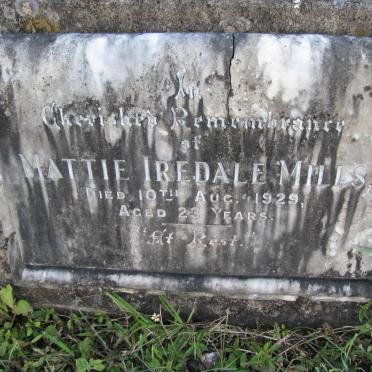 In
Cherished Remembrance
of
MATTIE IREDALE MILLS,
DIED 10TH AUG. 1929,
AGED 23 YEARS.
"At Rest."